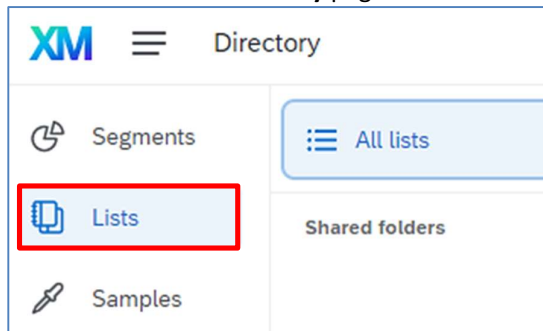 XM Directory
Segments
All lists
Lists
Shared folders
Samples